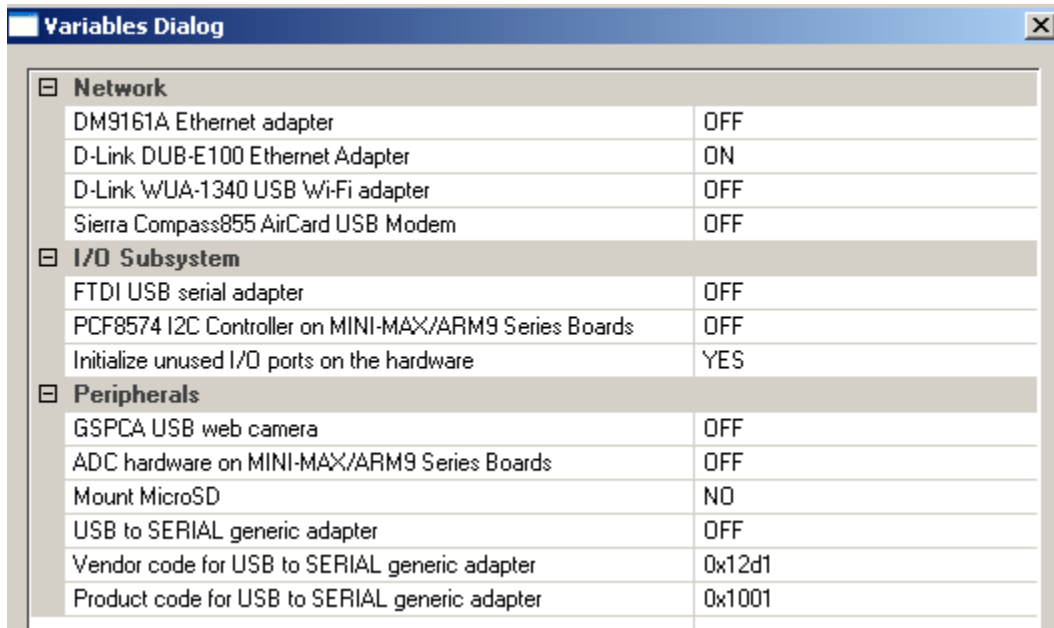 Variables Dialog
Network
DM9161A Ethernet adapter OFF
D-Link DUB-E100 Ethernet Adapter ON
D-Link WUA-1340 USB Wi-Fi adapter OFF
Sierra Compass855 AirCard USB Modem OFF
I/O Subsystem
FTDI USB serial adapter OFF
PCF8574 I2C Controller on MINI-MAX/ARM9 Series Boards OFF
Initialize unused I/O ports on the hardware YES
Peripherals
GSPCA USB web camera OFF
ADC hardware on MINI-MAX/ARM9 Series Boards OFF
Mount MicroSD NO
USB to SERIAL generic adapter OFF
Vendor code for USB to SERIAL generic adapter 0x12d1
Product code for USB to SERIAL generic adapter 0x1001